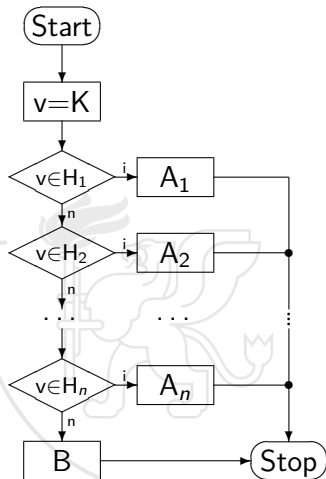 Start
v=K
v∈H₁ i A₁
n
v∈H₂ i A₂
n
... ...
v∈Hₙ i Aₙ
n
B Stop